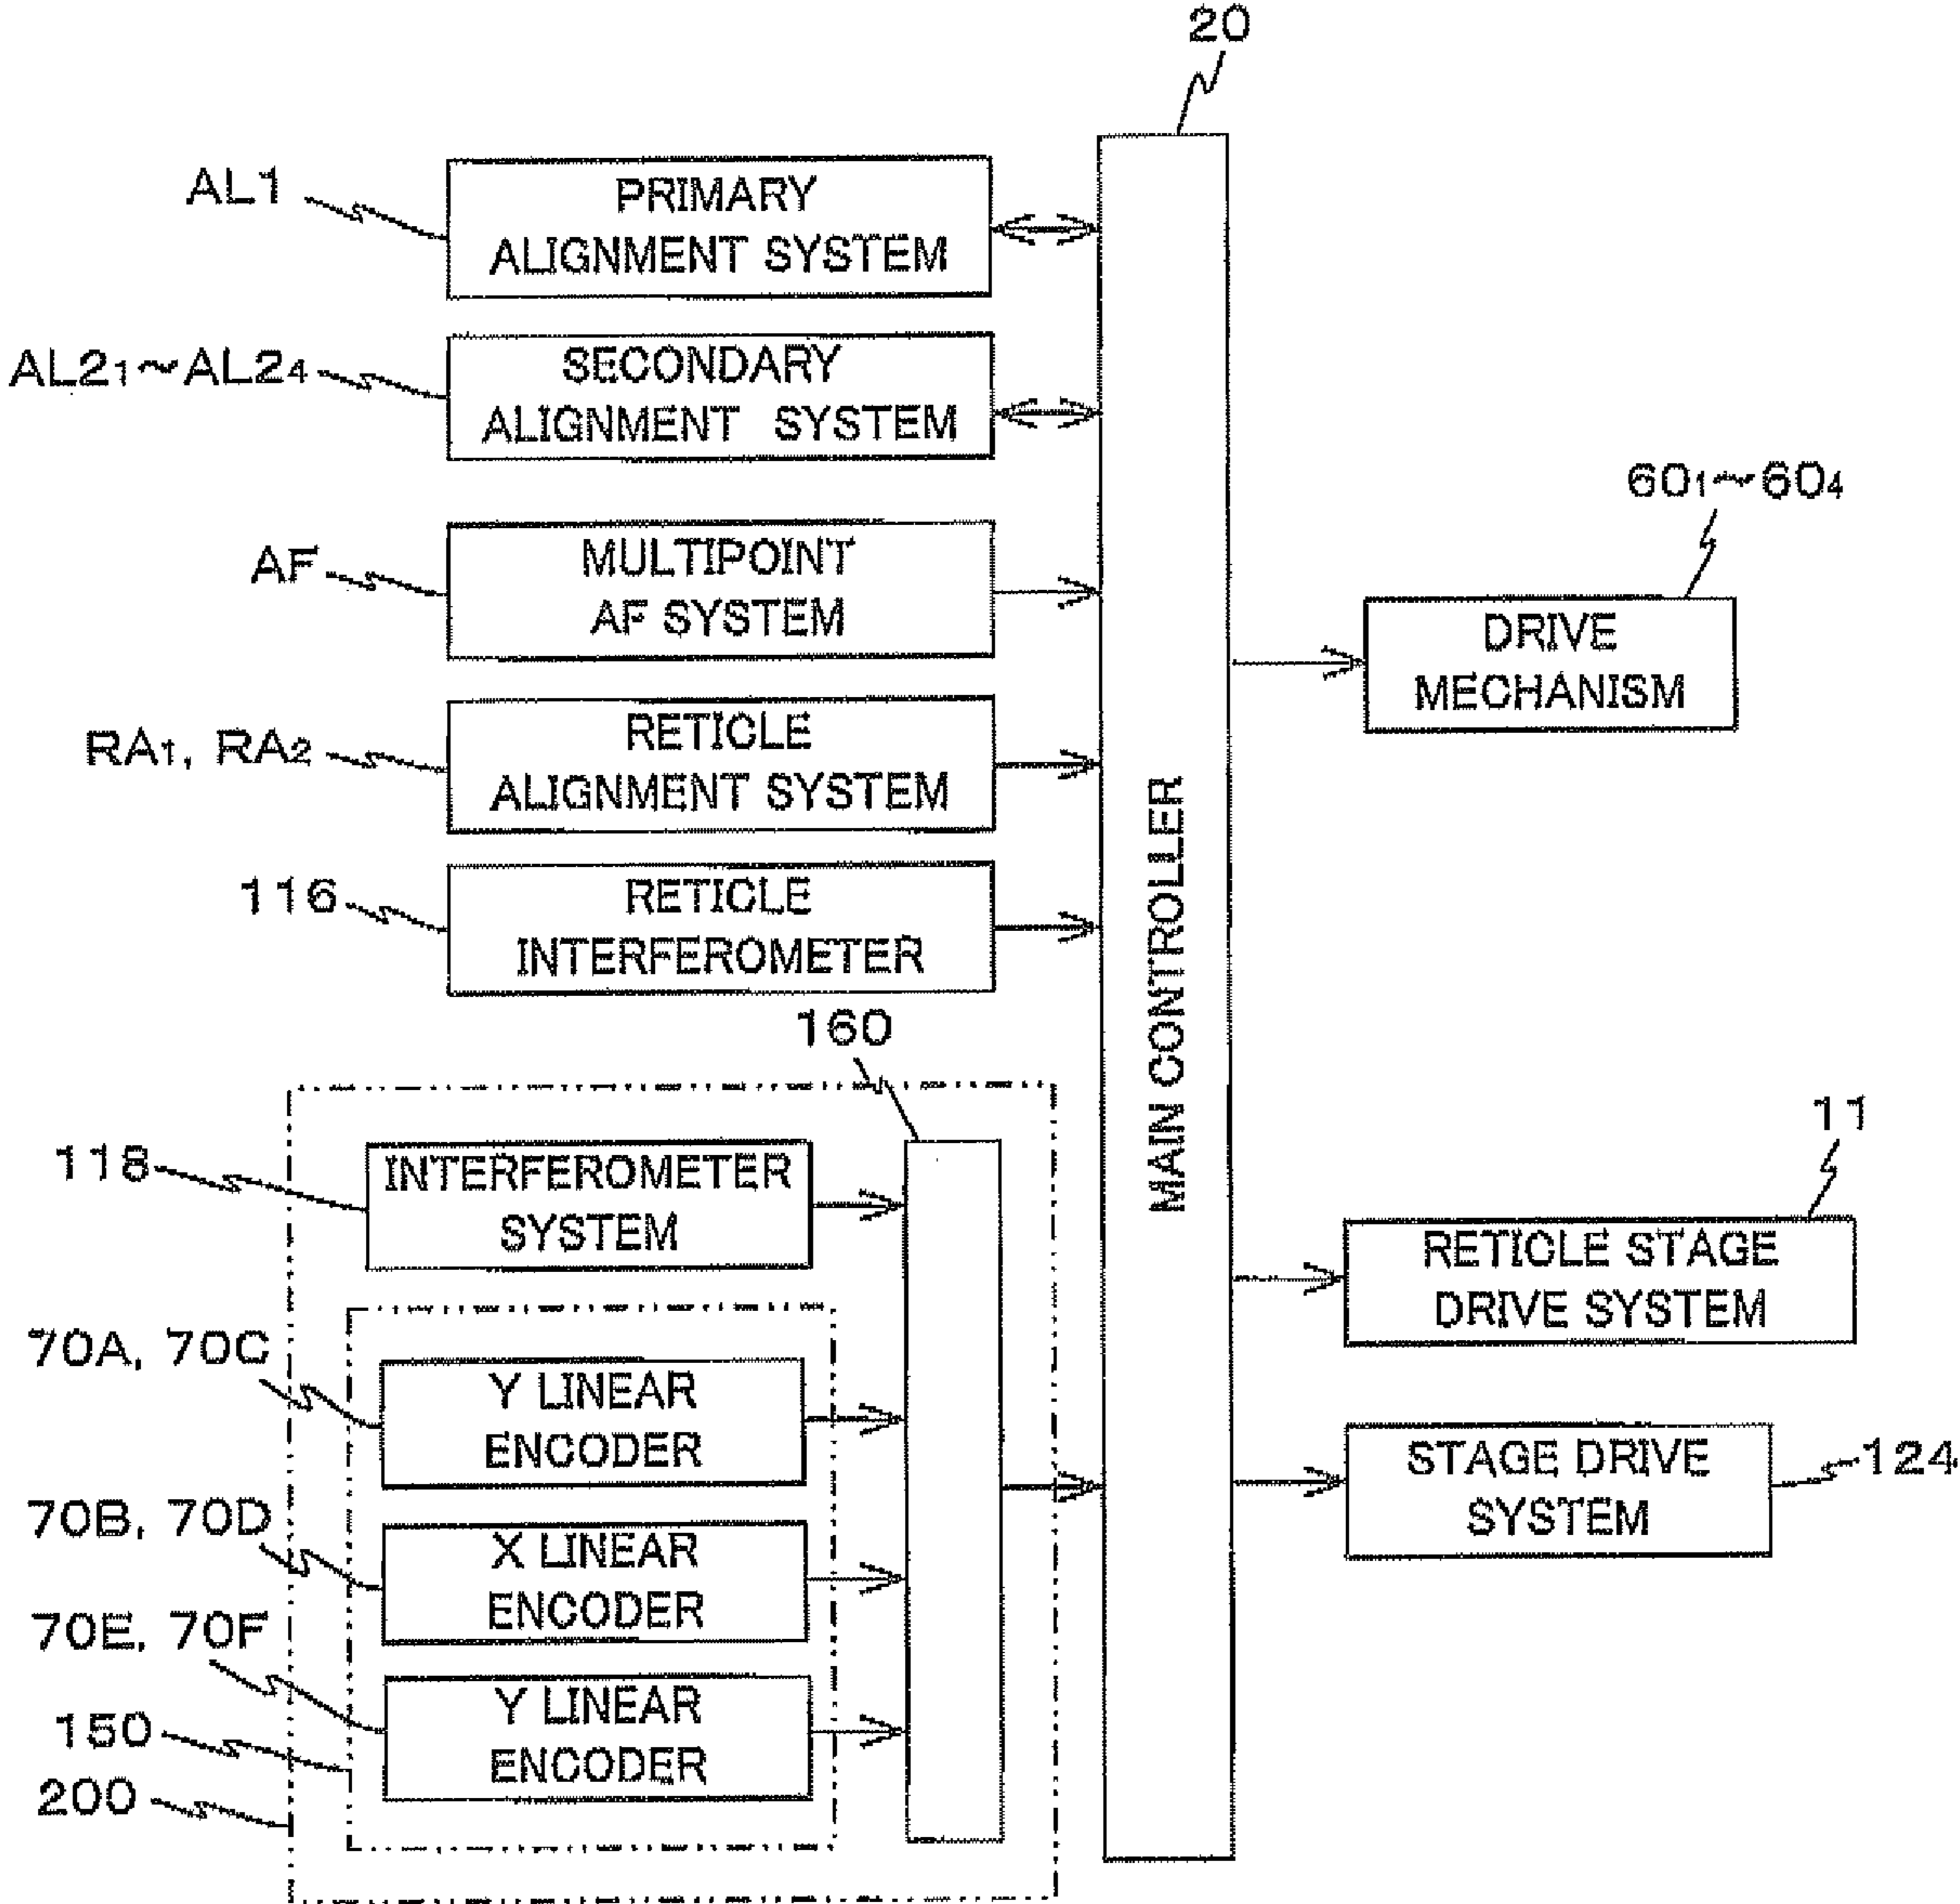 20
AL1
PRIMARY
ALIGNMENT SYSTEM
AL2₁~AL2₄
SECONDARY
ALIGNMENT SYSTEM
60₁~60₄
AF
MULTIPOINT
AF SYSTEM
DRIVE
MECHANISM
RA₁, RA₂
RETICLE
ALIGNMENT SYSTEM
MAIN CONTROLLER
116
RETICLE
INTERFEROMETER
160
11
118
INTERFEROMETER
SYSTEM
RETICLE STAGE
DRIVE SYSTEM
70A, 70C
Y LINEAR
ENCODER
STAGE DRIVE
SYSTEM
124
70B, 70D
X LINEAR
ENCODER
70E, 70F
Y LINEAR
ENCODER
150
200